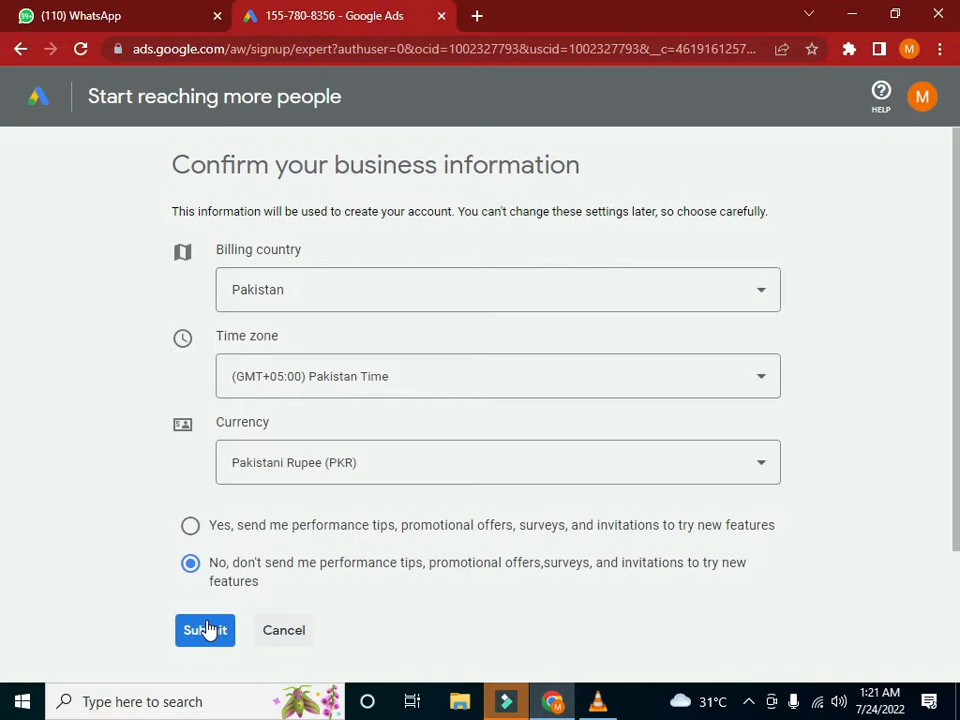 (110) WhatsApp
155-780-8356 - Google Ads
ads.google.com/aw/signup/expert?authuser=0&ocid=1002327793&uscid=1002327793&__c=4619161257...
M
Start reaching more people
HELP
M
Confirm your business information
This information will be used to create your account. You can't change these settings later, so choose carefully.
Billing country
Pakistan
Time zone
(GMT+05:00) Pakistan Time
Currency
Pakistani Rupee (PKR)
Yes, send me performance tips, promotional offers, surveys, and invitations to try new features
No, don't send me performance tips, promotional offers,surveys, and invitations to try new
features
Submit
Cancel
Type here to search
31°C
1:21 AM
7/24/2022